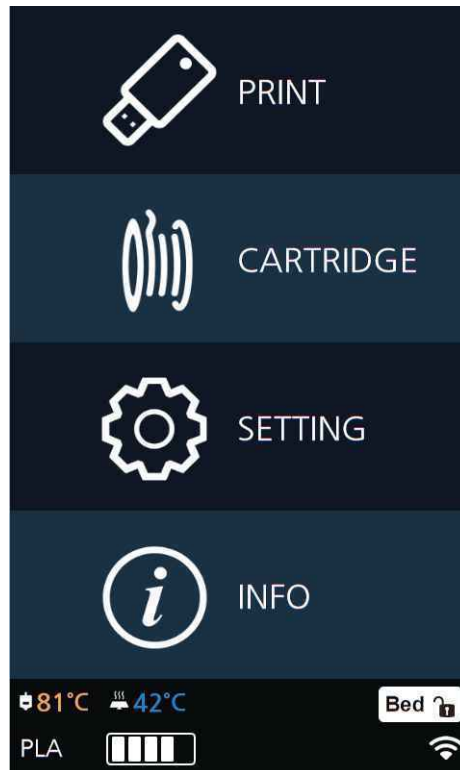 PRINT
CARTRIDGE
SETTING
INFO
81°C 42°C Bed
PLA